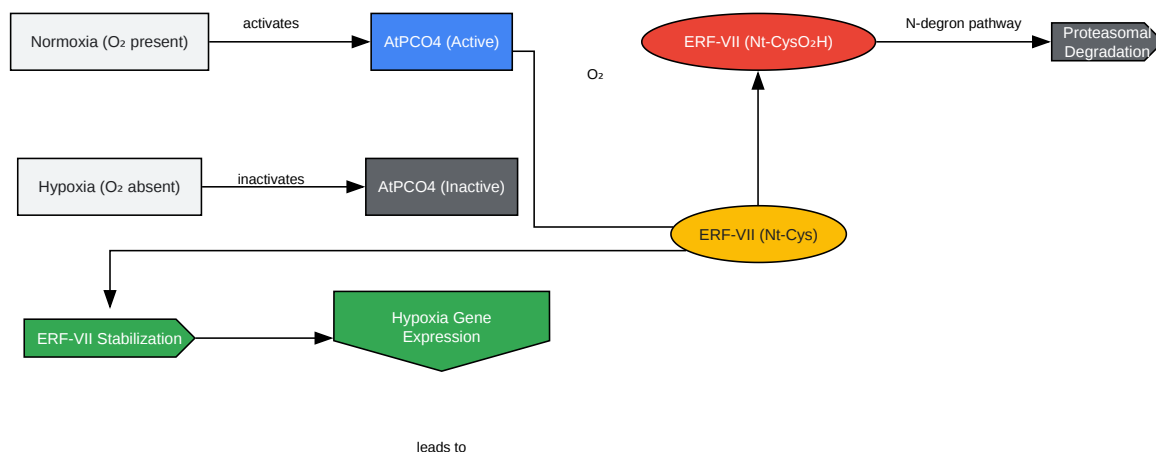 Normoxia (O₂ present)
activates
AtPCO4 (Active)
O₂
ERF-VII (Nt-CysO₂H)
N-degron pathway
Proteasomal
Degradation
Hypoxia (O₂ absent)
inactivates
AtPCO4 (Inactive)
ERF-VII (Nt-Cys)
ERF-VII Stabilization
Hypoxia Gene
Expression
leads to